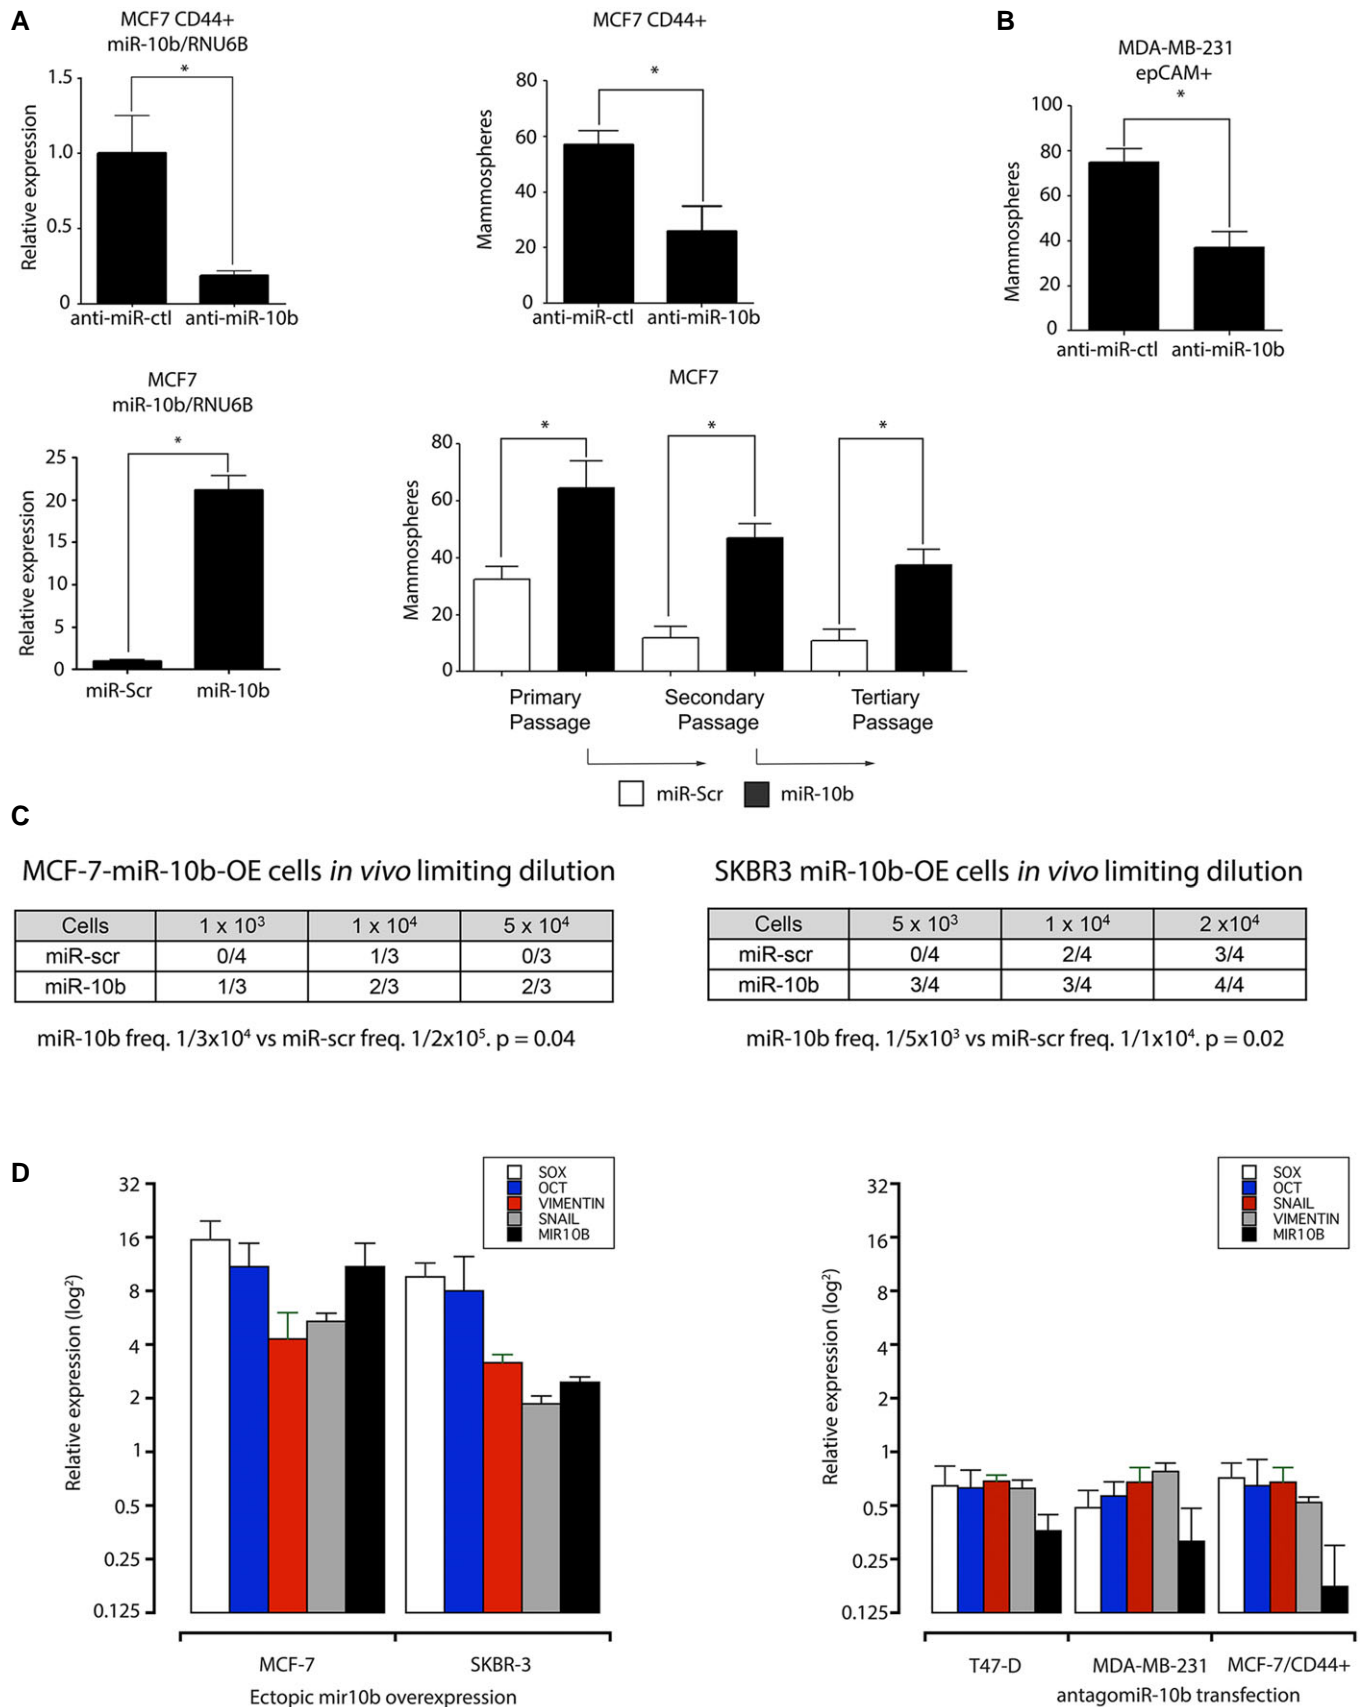 A
MCF7 CD44+
miR-10b/RNU6B
*
Relative expression
1.5
1.0
0.5
0
anti-miR-ctl anti-miR-10b
MCF7 CD44+
*
Mammospheres
80
60
40
20
0
anti-miR-ctl anti-miR-10b
B
MDA-MB-231
epCAM+
*
Mammospheres
100
80
60
40
20
0
anti-miR-ctl anti-miR-10b
MCF7
miR-10b/RNU6B
*
Relative expression
25
20
15
10
5
0
miR-Scr miR-10b
MCF7
* * *
Mammospheres
80
60
40
20
0
Primary Passage
Secondary Passage
Tertiary Passage
miR-Scr miR-10b
C
MCF-7-miR-10b-OE cells in vivo limiting dilution
Cells 1 x 10³ 1 x 10⁴ 5 x 10⁴
miR-scr 0/4 1/3 0/3
miR-10b 1/3 2/3 2/3
miR-10b freq. 1/3x10⁴ vs miR-scr freq. 1/2x10⁵. p = 0.04
SKBR3 miR-10b-OE cells in vivo limiting dilution
Cells 5 x 10³ 1 x 10⁴ 2 x10⁴
miR-scr 0/4 2/4 3/4
miR-10b 3/4 3/4 4/4
miR-10b freq. 1/5x10³ vs miR-scr freq. 1/1x10⁴. p = 0.02
D
SOX
OCT
VIMENTIN
SNAIL
MIR10B
Relative expression (log²)
32
16
8
4
2
1
0.5
0.25
0.125
MCF-7 SKBR-3
Ectopic mir10b overexpression
SOX
OCT
SNAIL
VIMENTIN
MIR10B
Relative expression (log²)
32
16
8
4
2
1
0.5
0.25
0.125
T47-D MDA-MB-231 MCF-7/CD44+
antagomiR-10b transfection